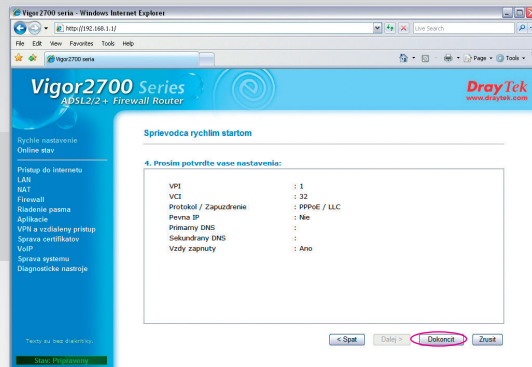 Vigor2700 seria - Windows Internet Explorer
http://192.168.1.1/
Live Search
File Edit View Favorites Tools Help
Vigor2700 seria
Page Tools
Vigor2700 Series
ADSL2/2+ Firewall Router
DrayTek
www.draytek.com
Rychle nastavenie
Online stav
Pristup do internetu
LAN
NAT
Firewall
Riadenie pasma
Aplikacie
VPN a vzdialeny pristup
Sprava certifikatov
VoIP
Sprava systemu
Diagnosticke nastroje
Texty su bez diakritiky.
Stav: Pripraveny
Sprievodca rychlim startom
4. Prosim potvrdte vase nastavenia:
VPI : 1
VCI : 32
Protokol / Zapuzdrenie : PPPoE / LLC
Pevna IP : Nie
Primarny DNS :
Sekundrany DNS :
Vzdy zapnuty : Ano
< Spat Dalej > Dokoncit Zrusit